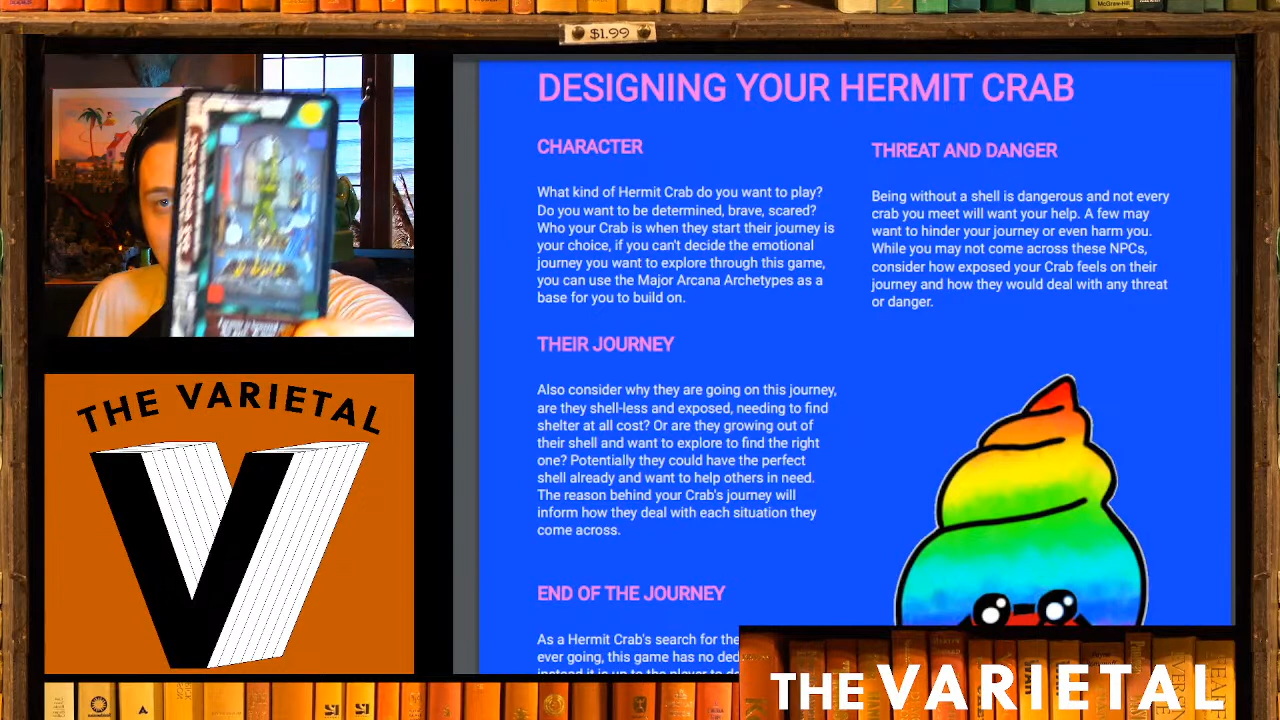 McGraw-Hill
$1.99
DESIGNING YOUR HERMIT CRAB
CHARACTER
What kind of Hermit Crab do you want to play?
Do you want to be determined, brave, scared?
Who your Crab is when they start their journey is
your choice, if you can't decide the emotional
journey you want to explore through this game,
you can use the Major Arcana Archetypes as a
base for you to build on.
THEIR JOURNEY
Also consider why they are going on this journey,
are they shell-less and exposed, needing to find
shelter at all cost? Or are they growing out of
their shell and want to explore to find the right
one? Potentially they could have the perfect
shell already and want to help others in need.
The reason behind your Crab's journey will
inform how they deal with each situation they
come across.
END OF THE JOURNEY
As a Hermit Crab's search for the
ever going, this game has no ded
THREAT AND DANGER
Being without a shell is dangerous and not every
crab you meet will want your help. A few may
want to hinder your journey or even harm you.
While you may not come across these NPCs,
consider how exposed your Crab feels on their
journey and how they would deal with any threat
or danger.
THE VARIETAL
V
THE VARIETAL